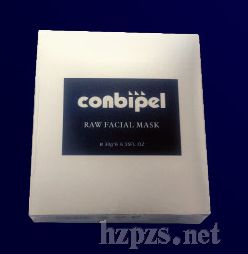 conbipel
RAW FACIAL MASK
hzpzs.net